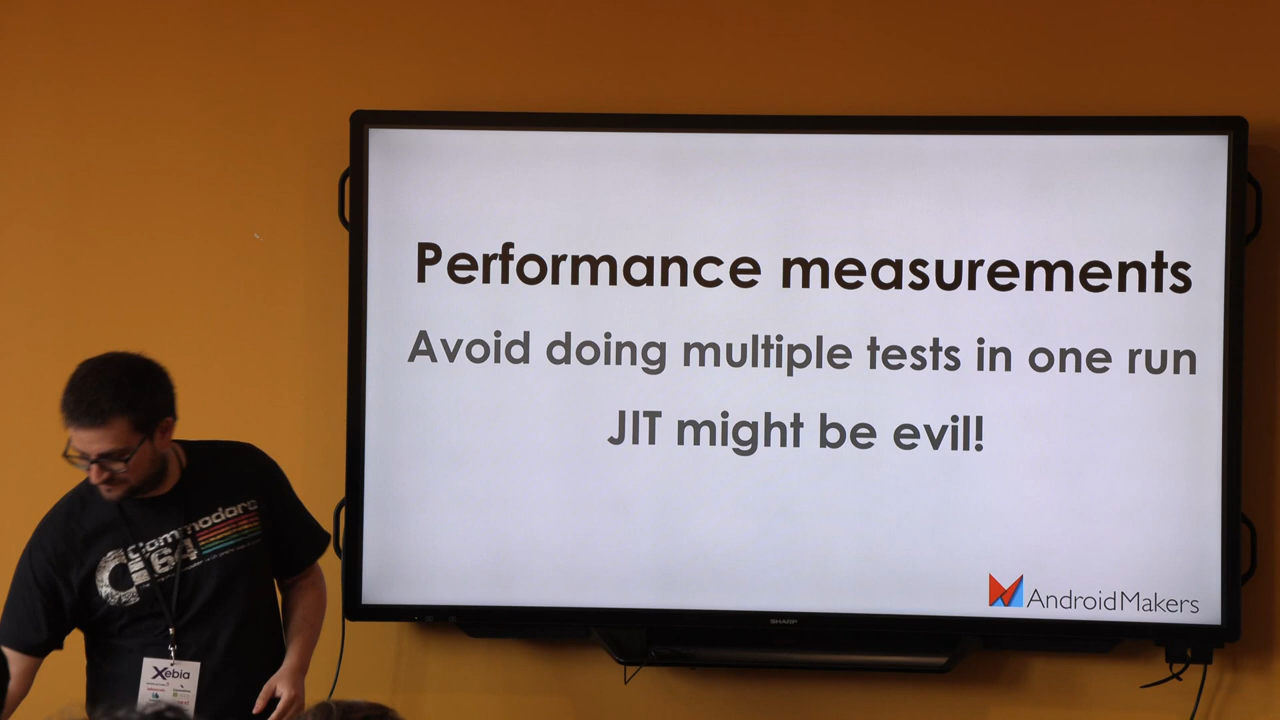 Performance measurements
Avoid doing multiple tests in one run
JIT might be evil!
AndroidMakers
SHARP
Commodore
64
Xebia